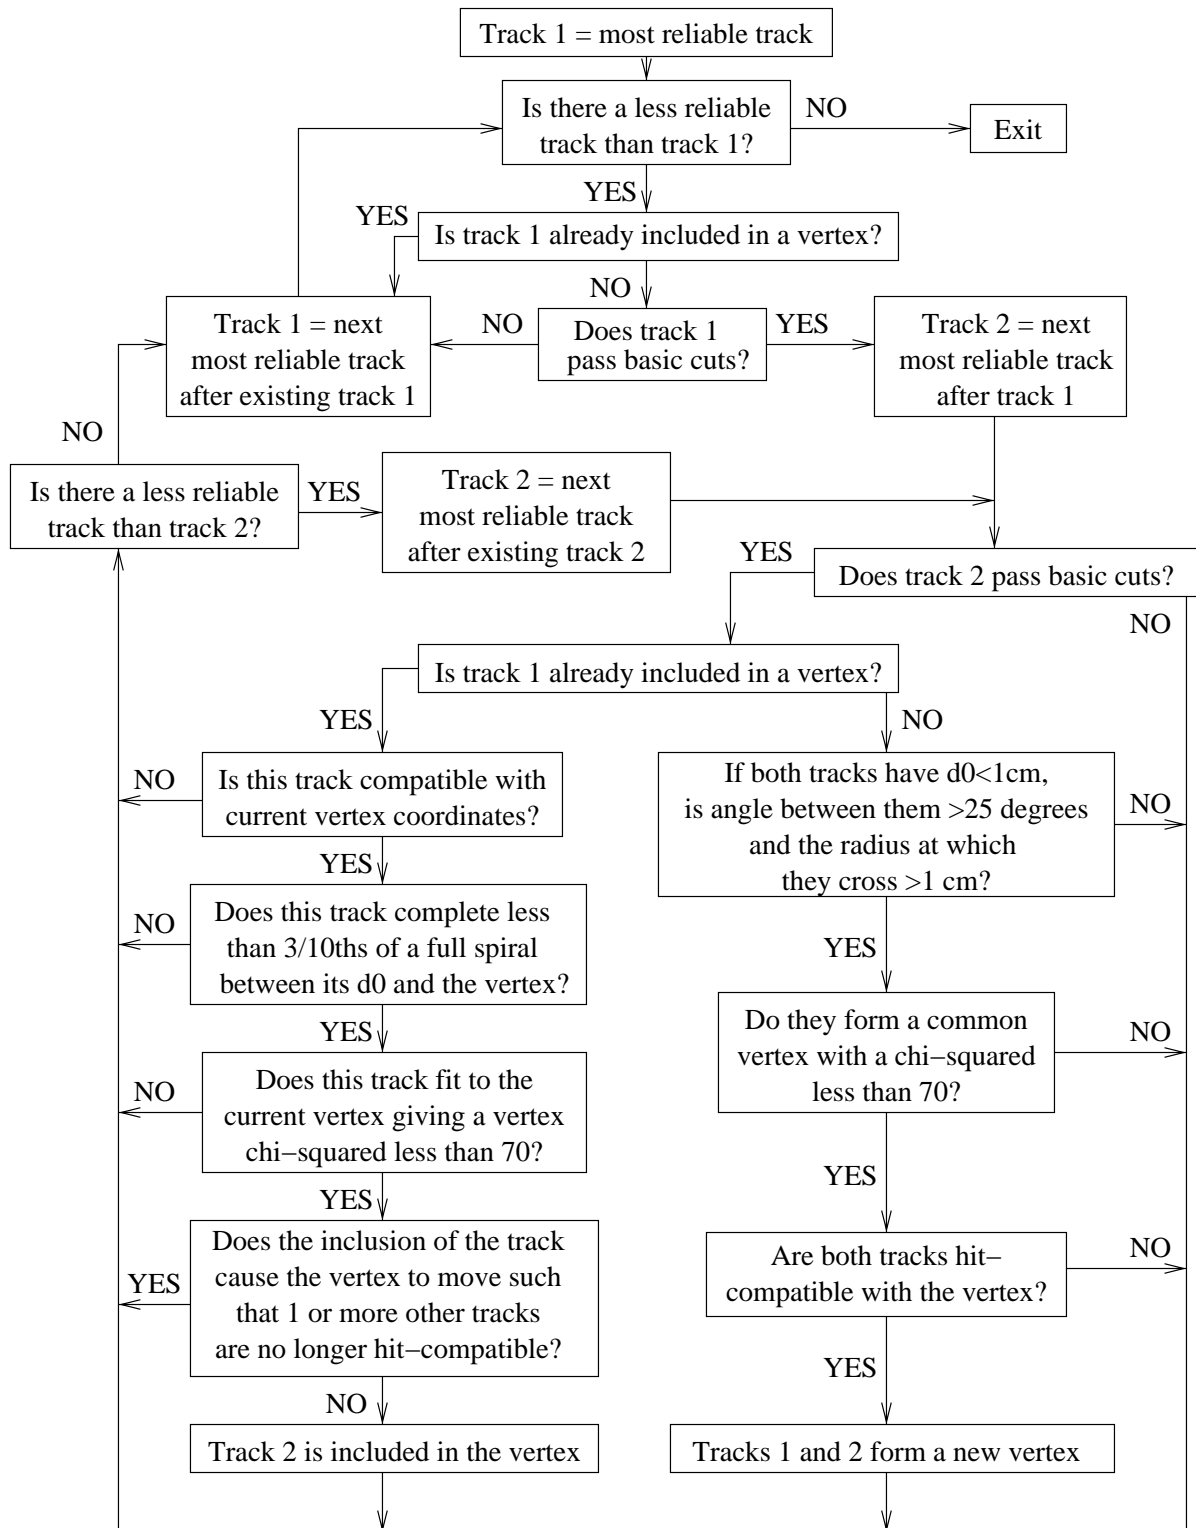 Track 1 = most reliable track
Is there a less reliable
track than track 1?
NO
Exit
YES
YES
Is track 1 already included in a vertex?
NO
Track 1 = next
most reliable track
after existing track 1
NO
Does track 1
pass basic cuts?
YES
Track 2 = next
most reliable track
after track 1
NO
Is there a less reliable
track than track 2?
YES
Track 2 = next
most reliable track
after existing track 2
YES
Does track 2 pass basic cuts?
NO
Is track 1 already included in a vertex?
YES
NO
NO
Is this track compatible with
current vertex coordinates?
If both tracks have d0<1cm,
is angle between them >25 degrees
and the radius at which
they cross >1 cm?
NO
YES
NO
Does this track complete less
than 3/10ths of a full spiral
between its d0 and the vertex?
YES
Do they form a common
vertex with a chi−squared
less than 70?
NO
YES
NO
Does this track fit to the
current vertex giving a vertex
chi−squared less than 70?
YES
YES
YES
Does the inclusion of the track
cause the vertex to move such
that 1 or more other tracks
are no longer hit−compatible?
Are both tracks hit−
compatible with the vertex?
NO
NO
YES
Track 2 is included in the vertex
Tracks 1 and 2 form a new vertex